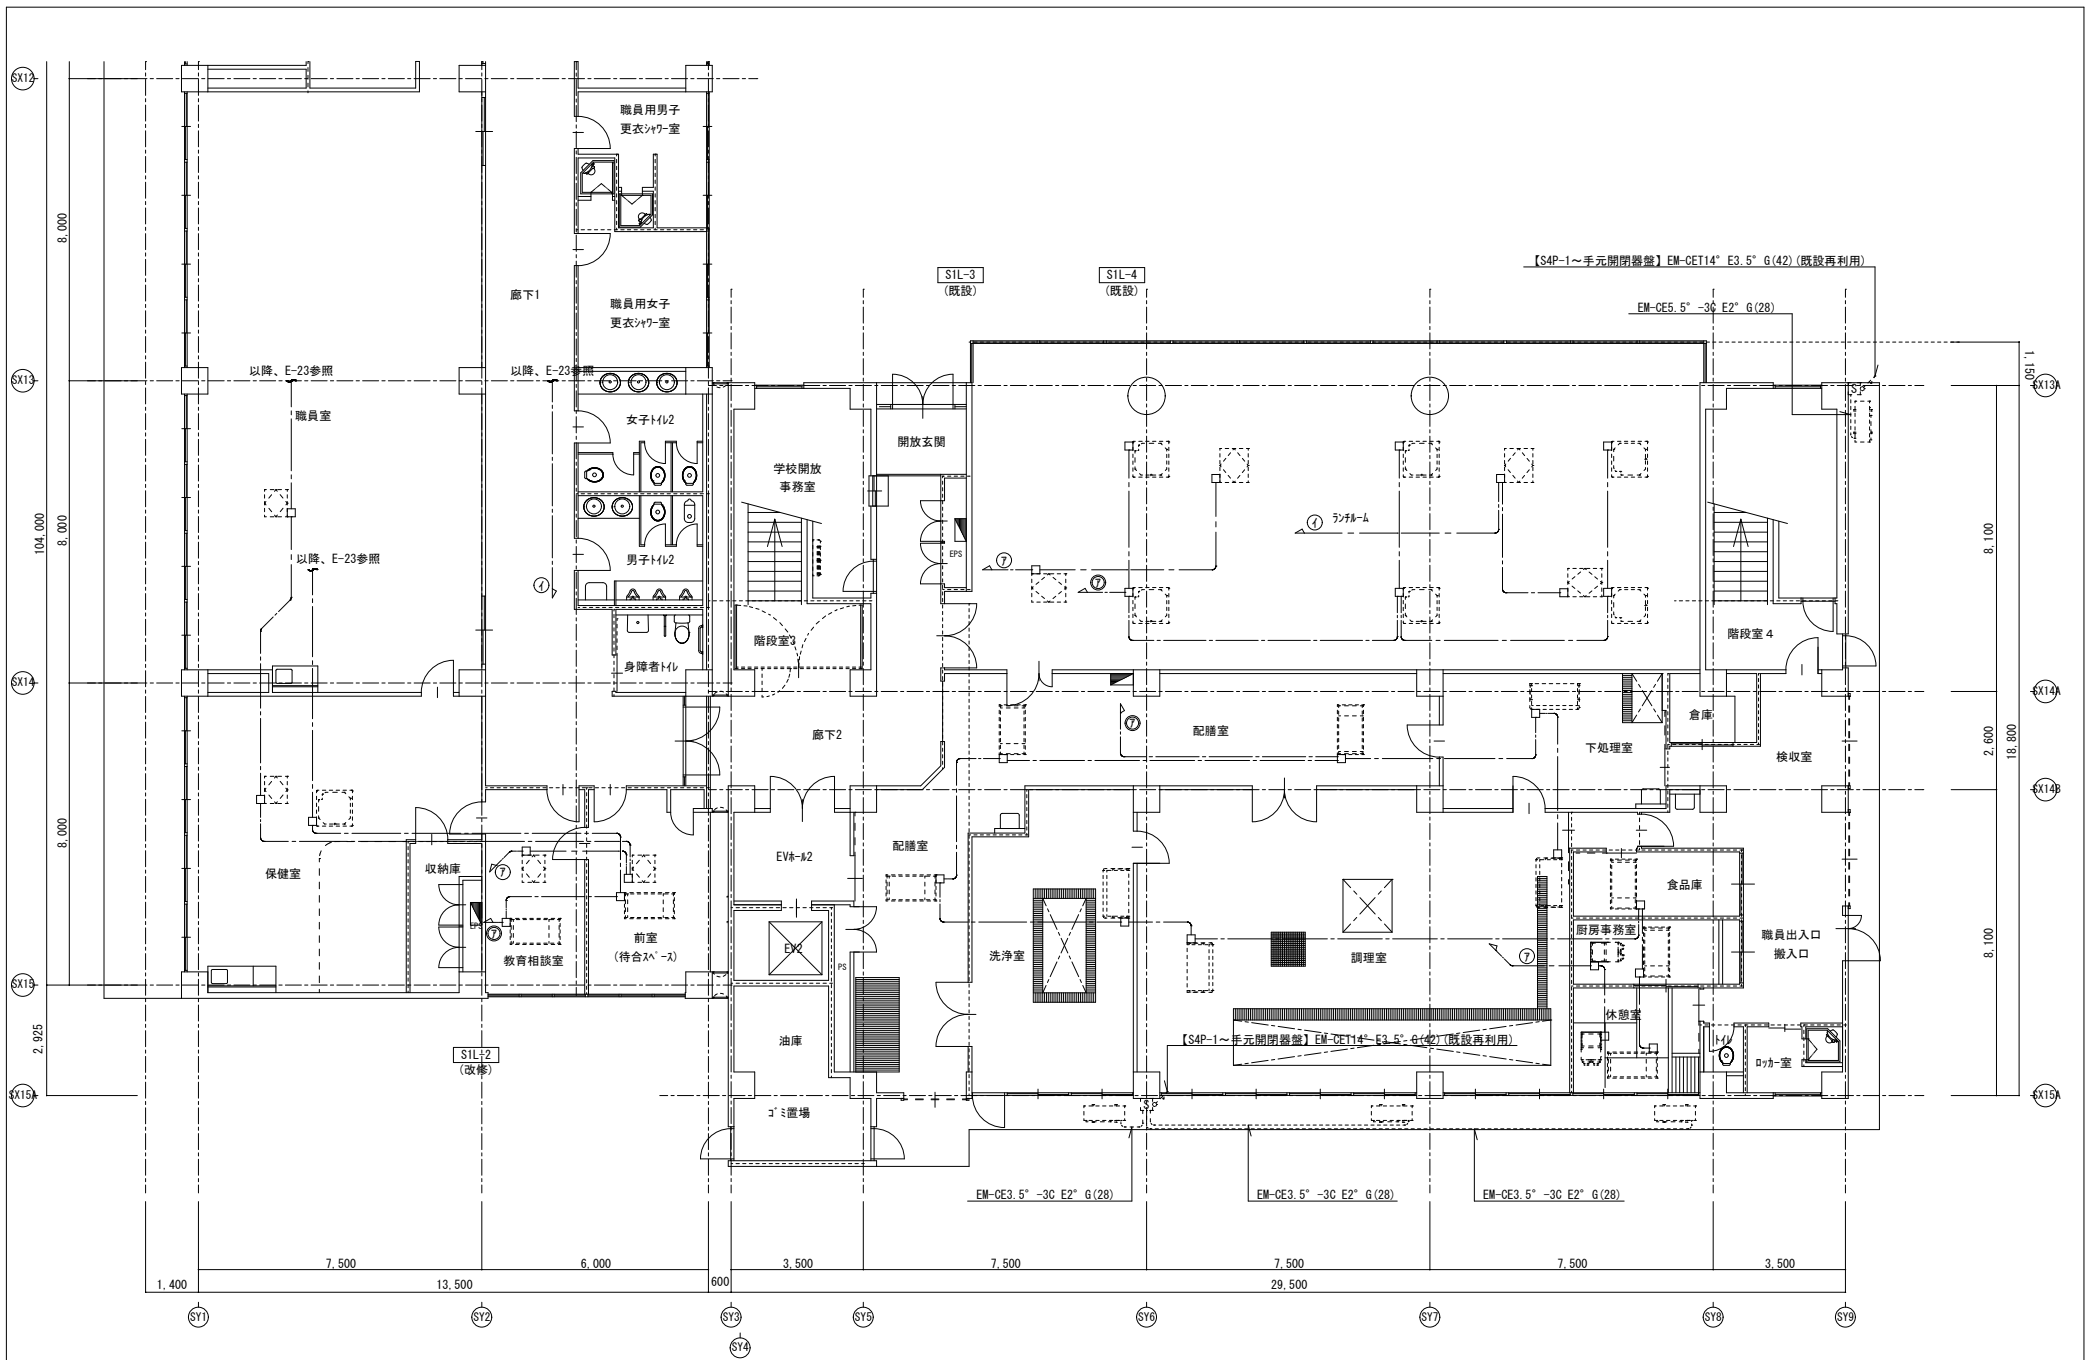 SX12
職員用男子
更衣シャワー室
8,000
廊下1
職員用女子
更衣シャワー室
S1L-3
(既設)
S1L-4
(既設)
【S4P-1～手元開閉器盤】EM-CET14° E3.5° G(42)(既設再利用)
EM-CE5.5° -3C E2° G(28)
1,150
SX13
以降、E-23参照
以降、E-23参照
SX13A
S
職員室
女子トイレ2
開放玄関
学校開放
事務室
104,000
8,000
ランチルーム
イ
8,100
以降、E-23参照
男子トイレ2
EPS
ア
ア
イ
階段室3
階段室4
身障者トイレ
SX14
SX14A
倉庫
ア
配膳室
廊下2
下処理室
検収室
2,600
18,800
SX14B
8,000
配膳室
EVホール2
保健室
収納庫
ア
食品庫
EPS
ア
前室
(待合スペース)
教育相談室
EV2
PS
洗浄室
調理室
ア
厨房事務室
職員出入口
搬入口
8,100
SX15
休憩室
2,925
油庫
【S4P-1～手元開閉器盤】EM-CET14° E3.5° G(42)(既設再利用)
トイレ
ロッカー室
S1L-2
(改修)
SX15A
SX15A
ゴミ置場
S
EM-CE3.5° -3C E2° G(28)
EM-CE3.5° -3C E2° G(28)
EM-CE3.5° -3C E2° G(28)
7,500
6,000
3,500
7,500
7,500
7,500
3,500
1,400
13,500
600
29,500
SY1
SY2
SY3
SY5
SY6
SY7
SY8
SY9
SY4